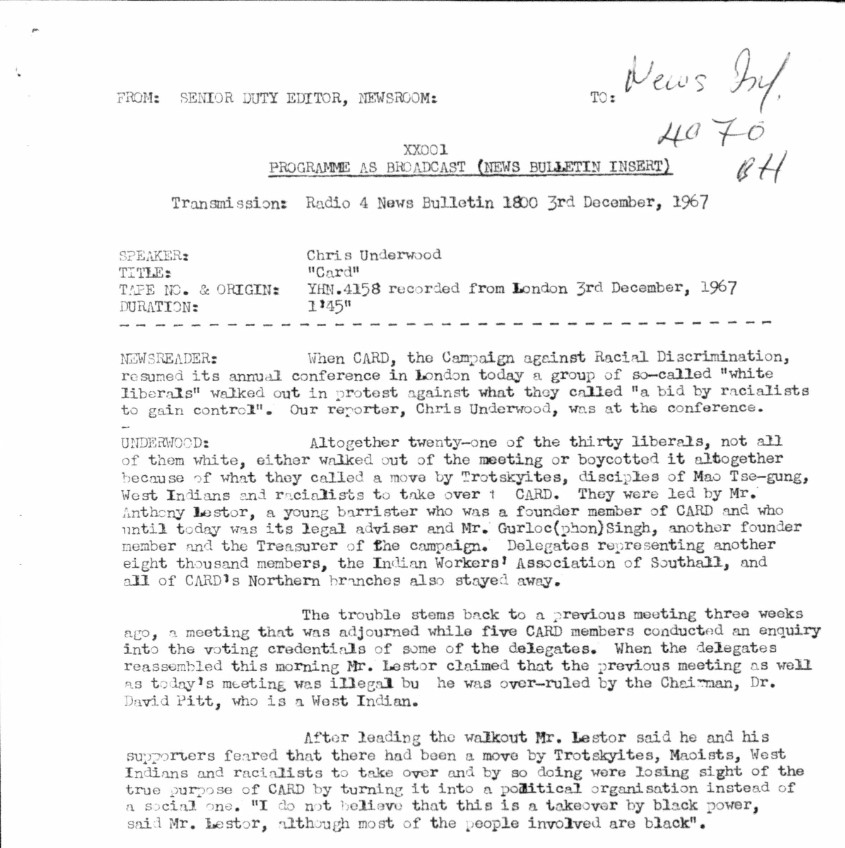 FROM: SENIOR DUTY EDITOR, NEWSROOM: TO: News Inf.
4070
BH
XX001
PROGRAMME AS BROADCAST (NEWS BULLETIN INSERT)
Transmission: Radio 4 News Bulletin 1800 3rd December, 1967
SPEAKER: Chris Underwood
TITLE: "Card"
TAPE NO. & ORIGIN: YHN.4158 recorded from London 3rd December, 1967
DURATION: 1'45"
NEWSREADER: When CARD, the Campaign against Racial Discrimination,
resumed its annual conference in London today a group of so-called "white
liberals" walked out in protest against what they called "a bid by racialists
to gain control". Our reporter, Chris Underwood, was at the conference.
UNDERWOOD: Altogether twenty-one of the thirty liberals, not all
of them white, either walked out of the meeting or boycotted it altogether
because of what they called a move by Trotskyites, disciples of Mao Tse-gung,
West Indians and racialists to take over 1 CARD. They were led by Mr.
Anthony Lestor, a young barrister who was a founder member of CARD and who
until today was its legal adviser and Mr. Gurloc(phon)Singh, another founder
member and the Treasurer of the campaign. Delegates representing another
eight thousand members, the Indian Workers' Association of Southall, and
all of CARD's Northern branches also stayed away.
The trouble stems back to a previous meeting three weeks
ago, a meeting that was adjourned while five CARD members conducted an enquiry
into the voting credentials of some of the delegates. When the delegates
reassembled this morning Mr. Lestor claimed that the previous meeting as well
as today's meeting was illegal bu he was over-ruled by the Chairman, Dr.
David Pitt, who is a West Indian.
After leading the walkout Mr. Lestor said he and his
supporters feared that there had been a move by Trotskyites, Maoists, West
Indians and racialists to take over and by so doing were losing sight of the
true purpose of CARD by turning it into a political organisation instead of
a social one. "I do not believe that this is a takeover by black power,
said Mr. Lestor, although most of the people involved are black".